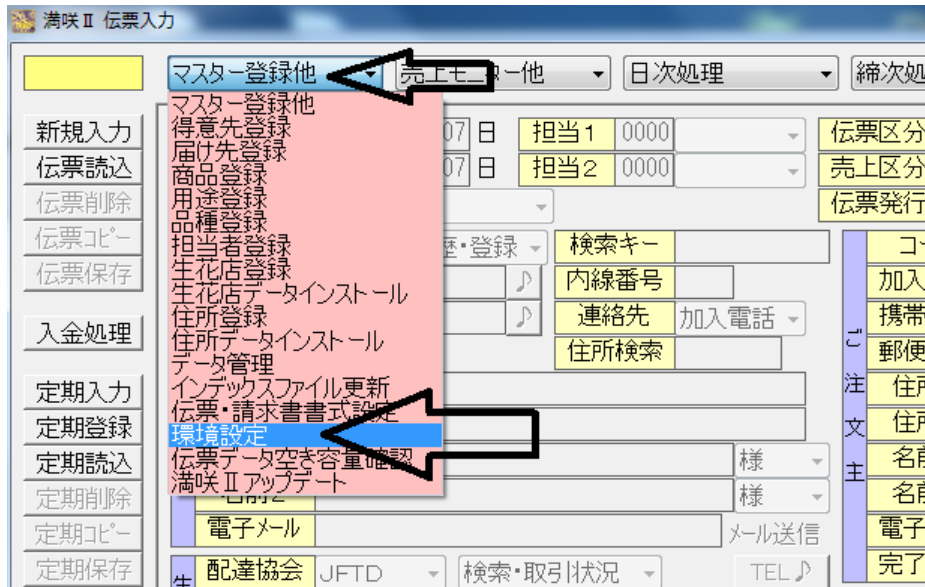 満咲Ⅱ 伝票入力
マスター登録他
日次処理
締次処
マスター登録他
得意先登録
届け先登録
商品登録
用途登録
品種登録
担当者登録
生花店登録
生花店データインストール
住所登録
住所データインストール
データ管理
インデックスファイル更新
伝票・請求書書式設定
環境設定
伝票データ空き容量確認
満咲Ⅱアップデート
新規入力
伝票読込
伝票削除
伝票コピー
伝票保存
入金処理
定期入力
定期登録
定期読込
定期削除
定期コピー
定期保存
07 日
担当1 0000
伝票区分
07 日
担当2 0000
売上区分
伝票発行
歴・登録
検索キー
♪
内線番号
♪
連絡先 加入電話
住所検索
様
様
電子メール
メール送信
配達協会 JFTD
検索・取引状況
TEL♪
ご注文主
コー
加入
携帯
郵便
住所
住所
名前
名前
電子
完了